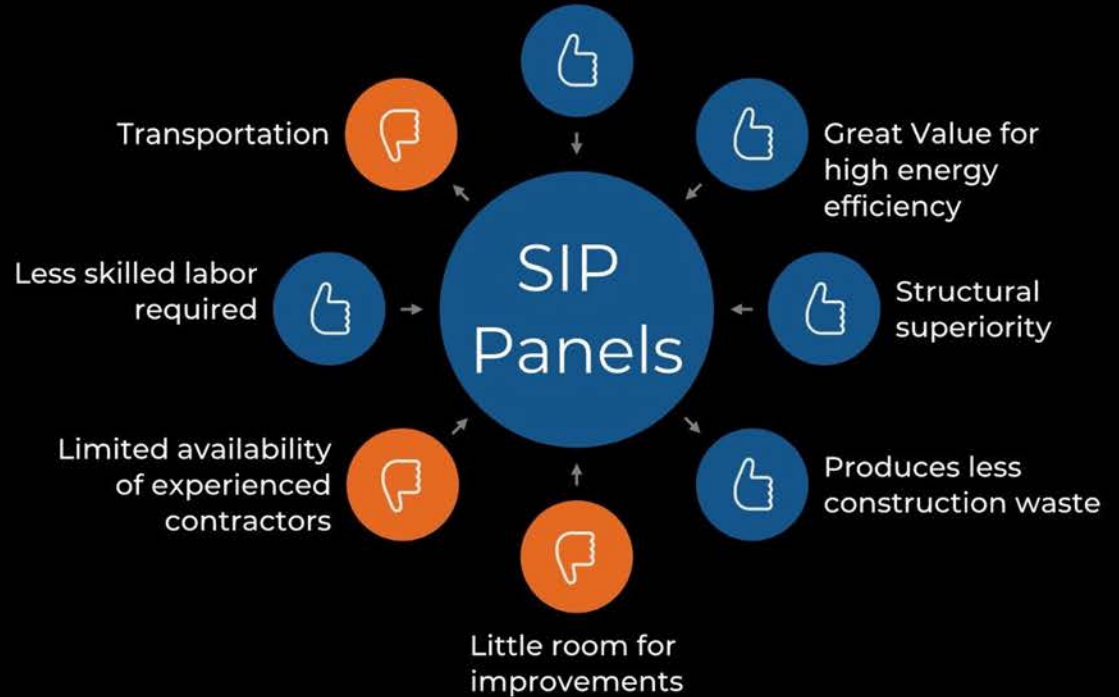 Transportation
Great Value for
high energy
efficiency
Less skilled labor
required
SIP
Panels
Structural
superiority
Limited availability
of experienced
contractors
Produces less
construction waste
Little room for
improvements